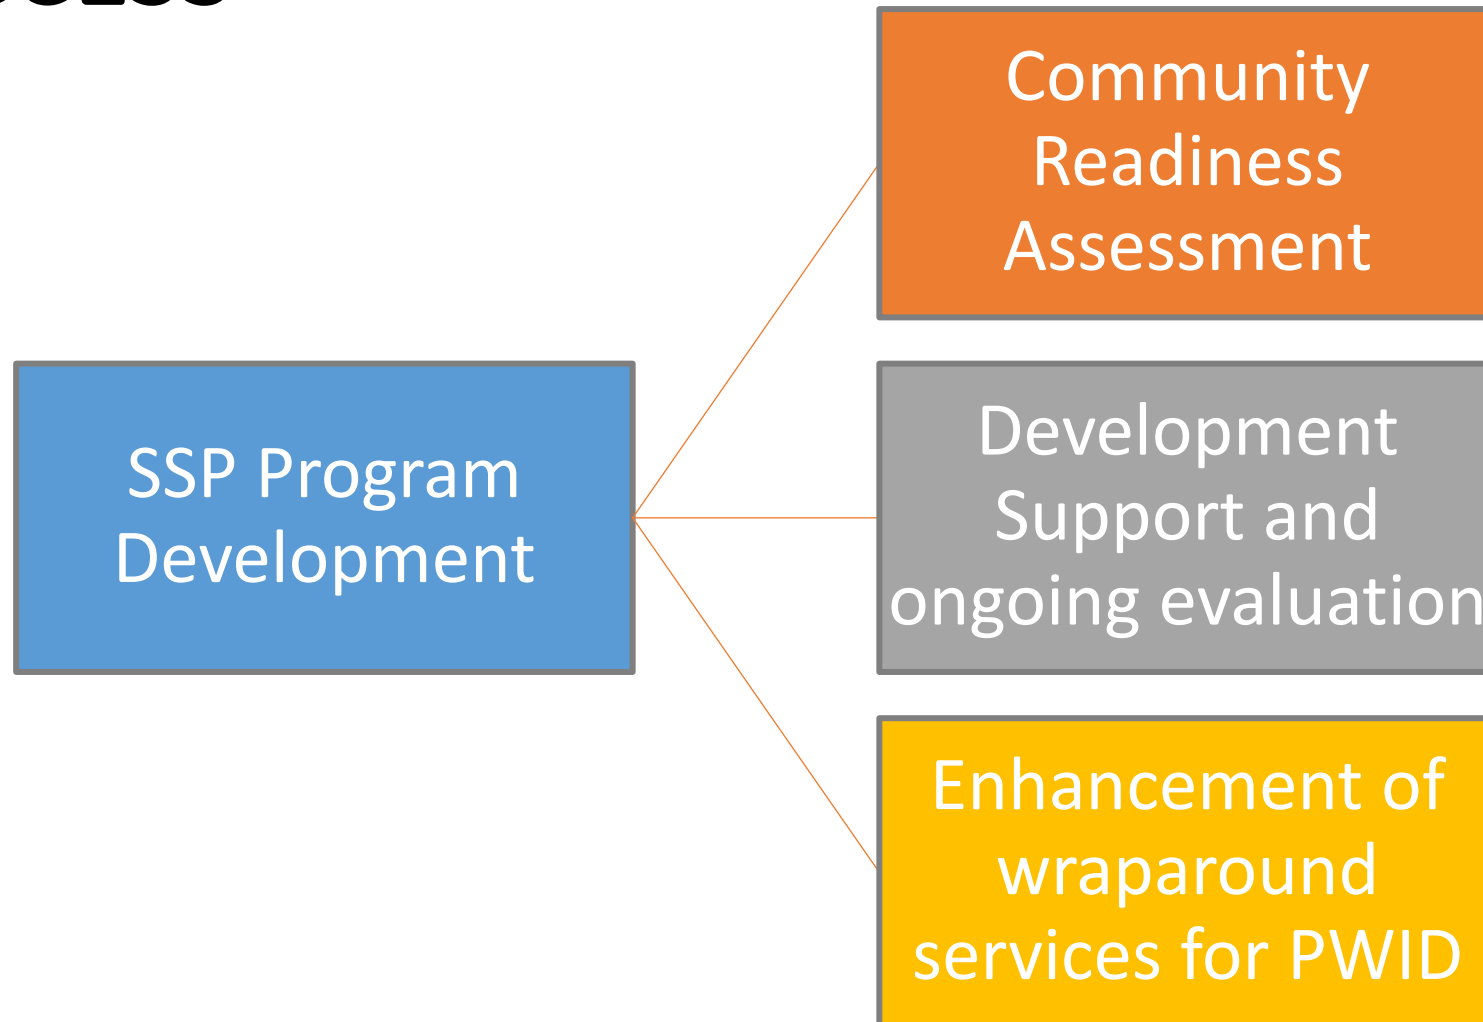 SSP Program
Development
Community
Readiness
Assessment
Development
Support and
ongoing evaluation
Enhancement of
wraparound
services for PWID